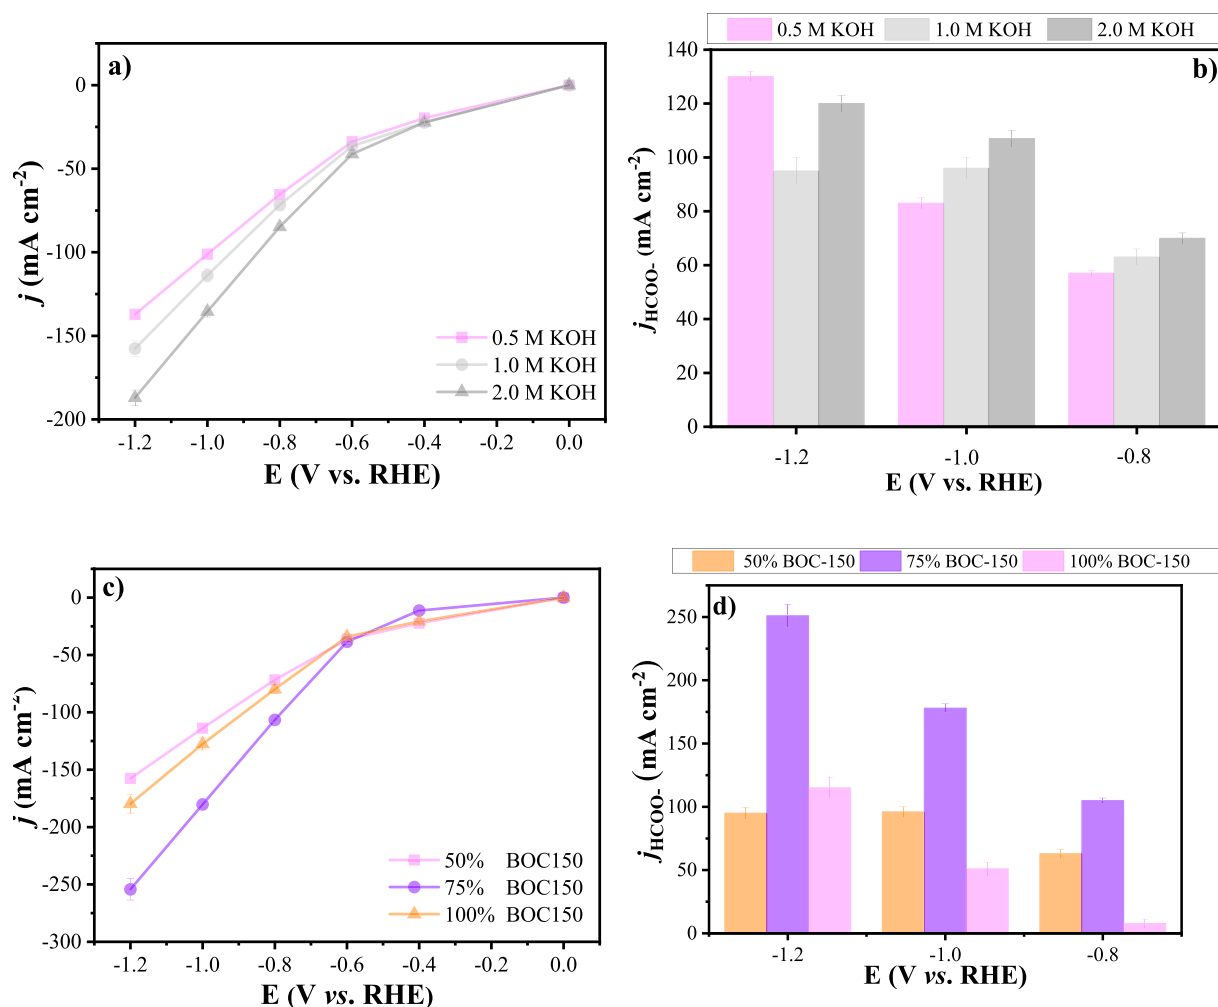 a)
0
-50
-100
-150
-200
j (mA cm-2)
0.5 M KOH
1.0 M KOH
2.0 M KOH
-1.2 -1.0 -0.8 -0.6 -0.4 0.0
E (V vs. RHE)
0.5 M KOH 1.0 M KOH 2.0 M KOH
b)
140
120
100
80
60
40
20
0
jHCOO- (mA cm-2)
-1.2 -1.0 -0.8
E (V vs. RHE)
c)
0
-50
-100
-150
-200
-250
-300
j (mA cm-2)
50% BOC150
75% BOC150
100% BOC150
-1.2 -1.0 -0.8 -0.6 -0.4 -0.2 0.0
E (V vs. RHE)
50% BOC-150 75% BOC-150 100% BOC-150
d)
250
200
150
100
50
0
jHCOO- (mA cm-2)
-1.2 -1.0 -0.8
E (V vs. RHE)